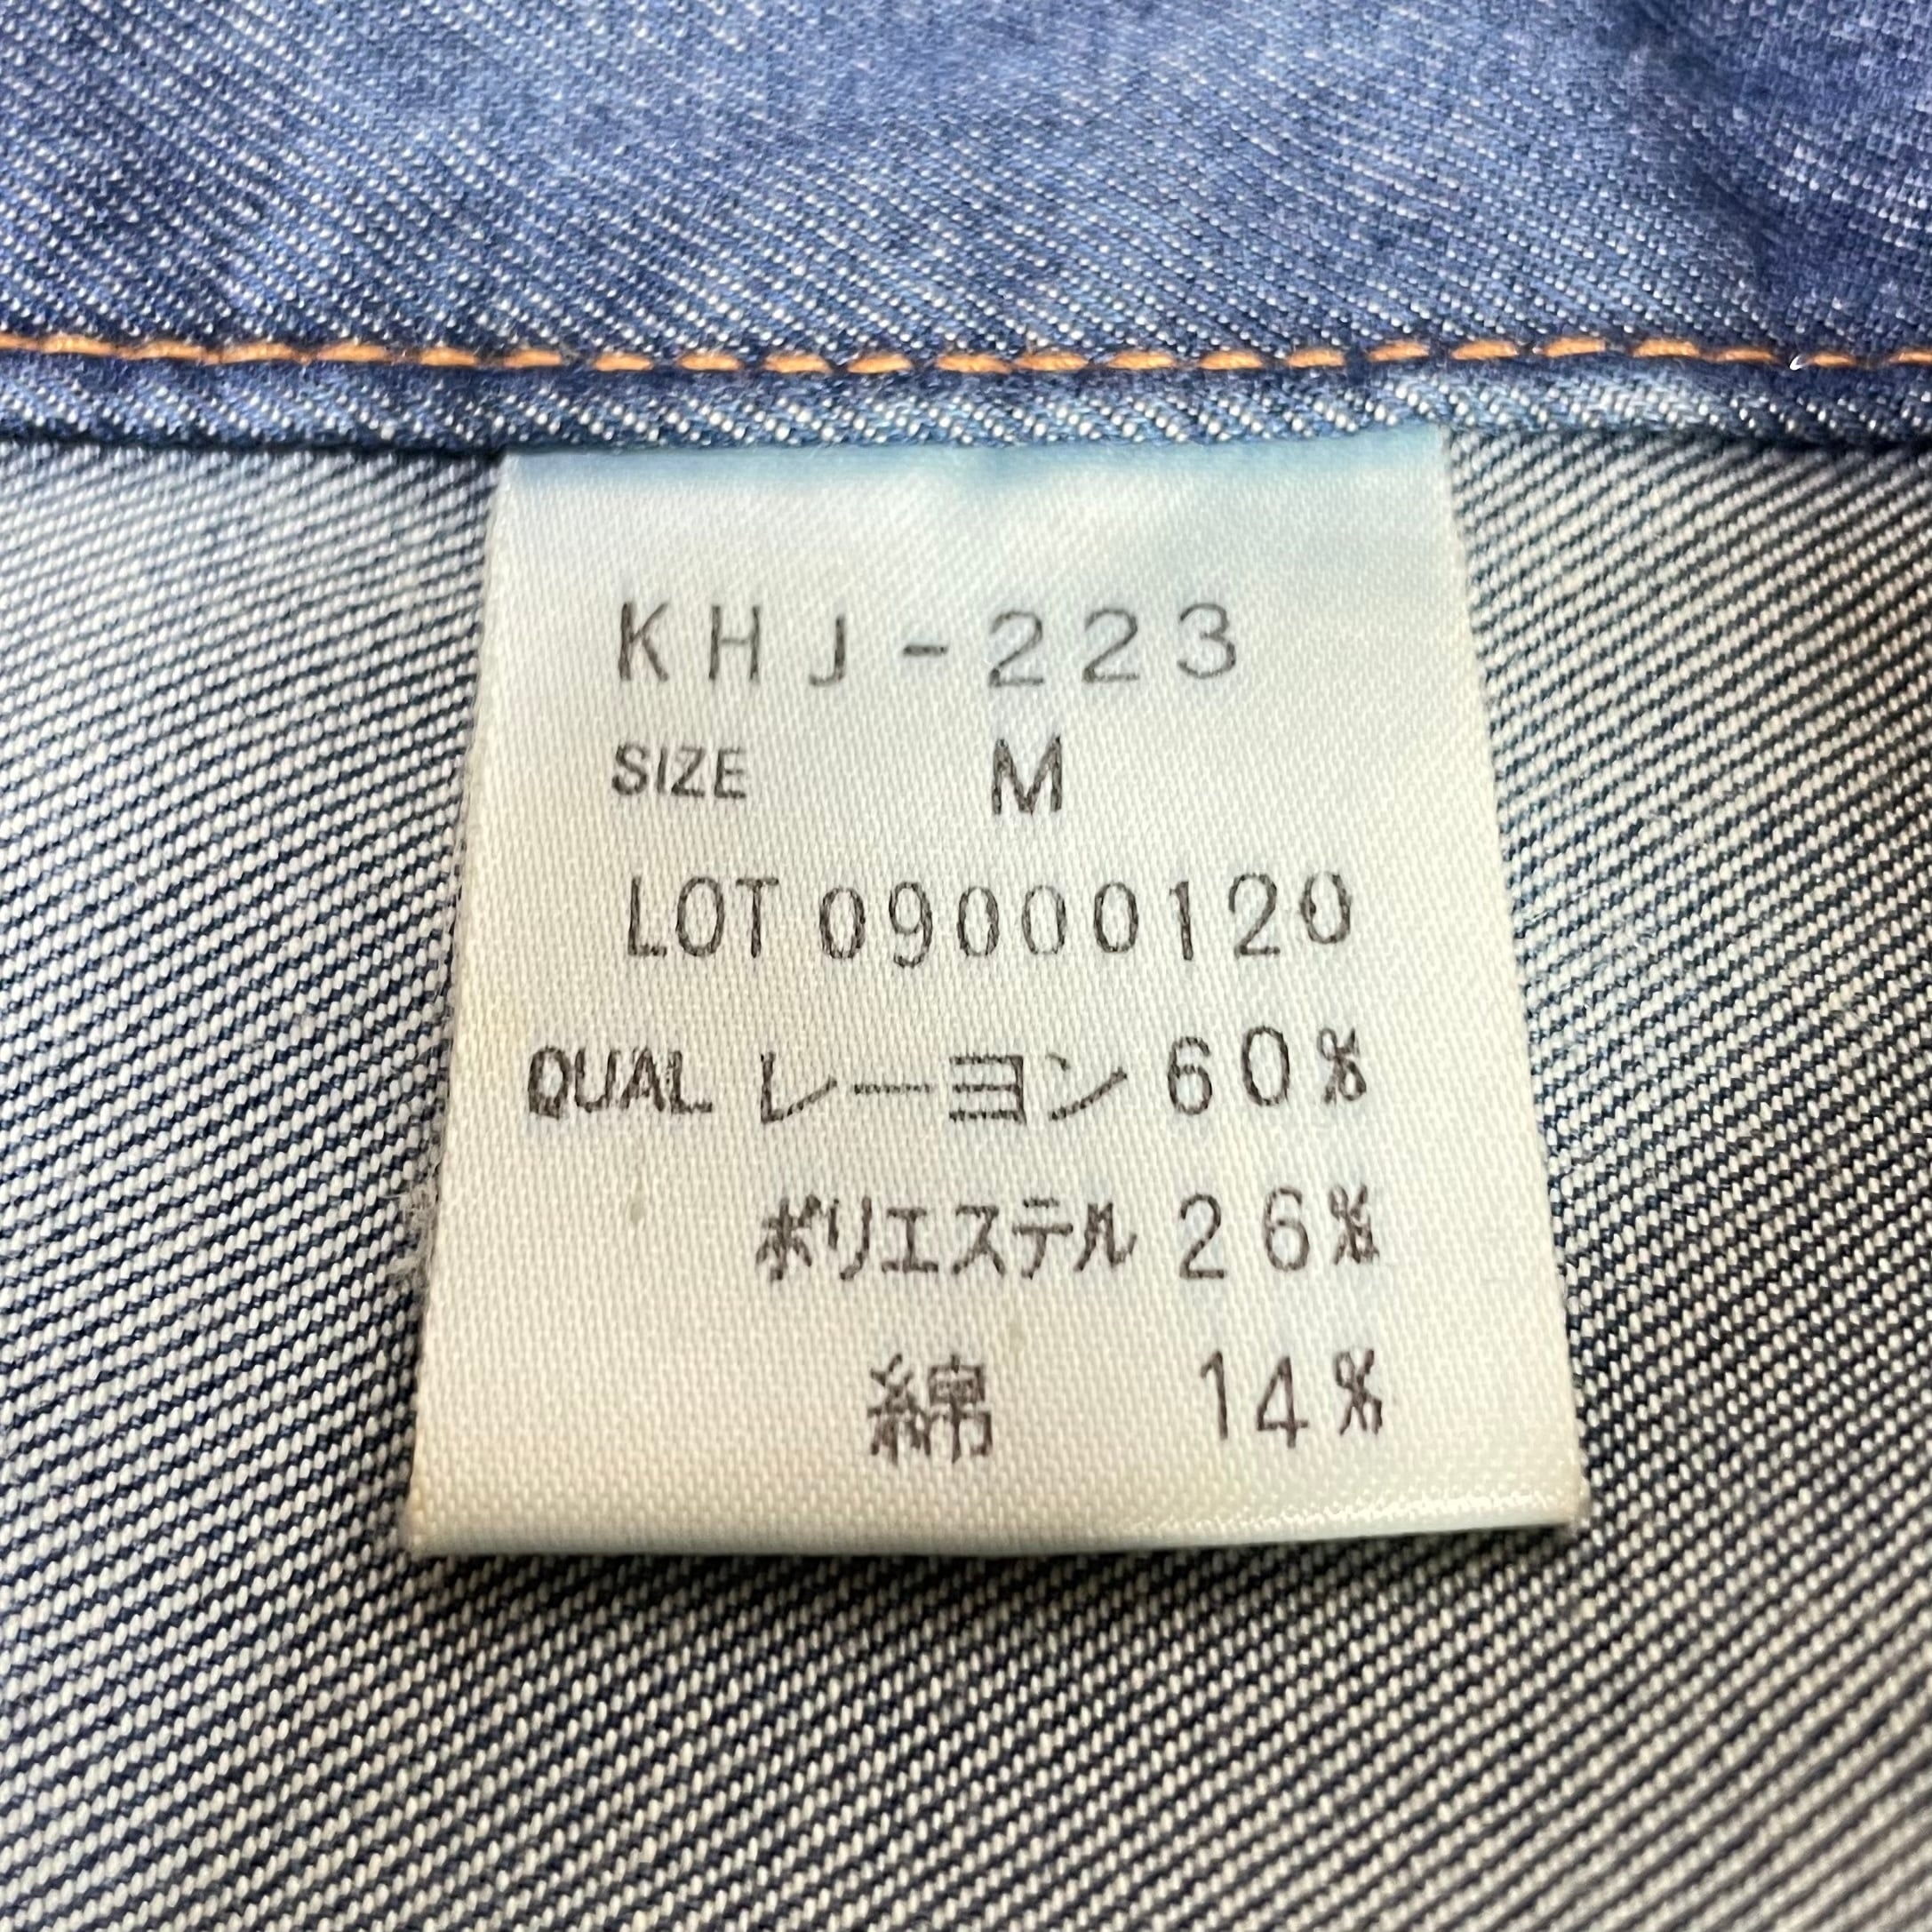 KHJ-223
SIZE M
LOT 09000120
QUAL レーヨン 60%
ポリエステル 26%
綿 14%